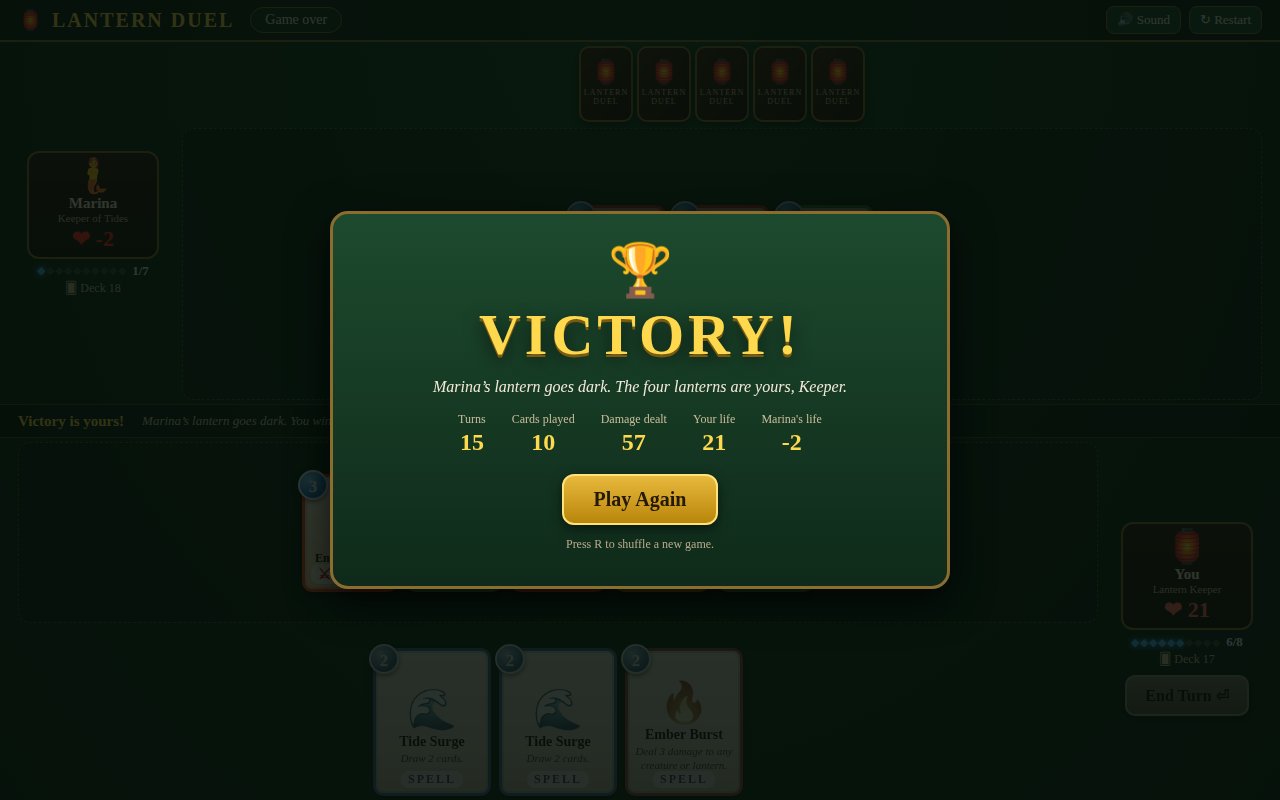 LANTERN DUEL
Game over
Sound
Restart
LANTERN DUEL
LANTERN DUEL
LANTERN DUEL
LANTERN DUEL
LANTERN DUEL
Marina
Keeper of Tides
-2
1/7
Deck 18
VICTORY!
Marina’s lantern goes dark. The four lanterns are yours, Keeper.
Turns Cards played Damage dealt Your life Marina's life
15 10 57 21 -2
Play Again
Press R to shuffle a new game.
Victory is yours! Marina’s lantern goes dark. You win
3
You
Lantern Keeper
21
6/8
Deck 17
End Turn ⏎
2
Tide Surge
Draw 2 cards.
SPELL
2
Tide Surge
Draw 2 cards.
SPELL
2
Ember Burst
Deal 3 damage to any
creature or lantern.
SPELL